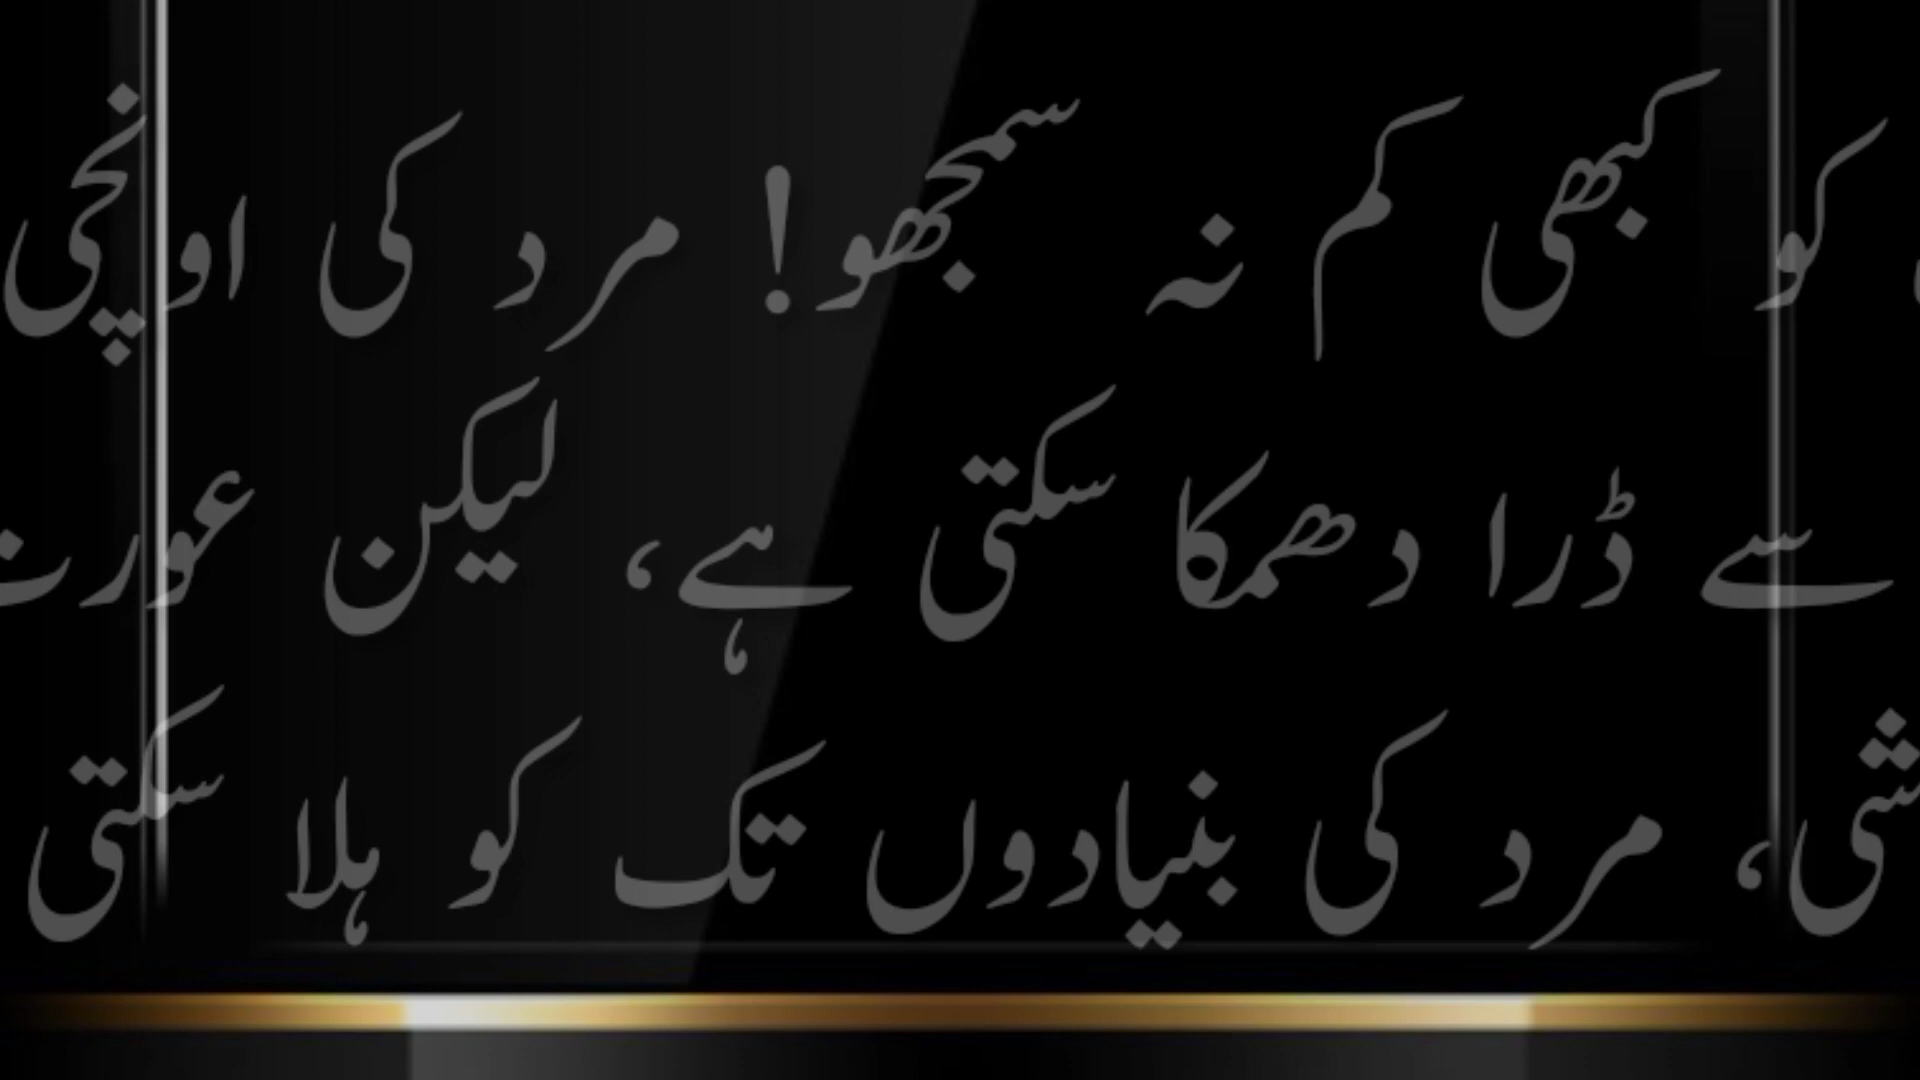 کو کبھی کم نہ سمجھو! مرد کی اونچی
سے ڈرا دھمکا سکتی ہے، لیکن عورت
مرد کی بنیادوں تک کو ہلا سکتی